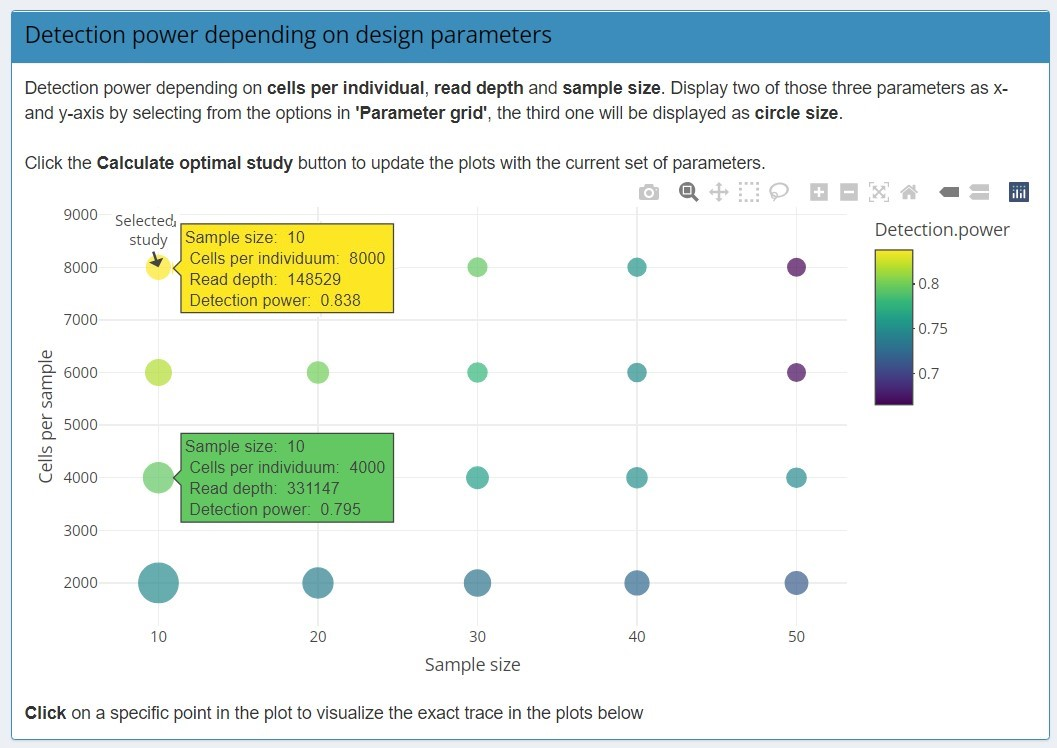 Detection power depending on design parameters
Detection power depending on cells per individual, read depth and sample size. Display two of those three parameters as x-
and y-axis by selecting from the options in 'Parameter grid', the third one will be displayed as circle size.
Click the Calculate optimal study button to update the plots with the current set of parameters.
Detection.power
0.8
0.75
0.7
9000
8000
7000
6000
5000
4000
3000
2000
Cells per sample
Selected
study
Sample size: 10
Cells per individuum: 8000
Read depth: 148529
Detection power: 0.838
Sample size: 10
Cells per individuum: 4000
Read depth: 331147
Detection power: 0.795
10
20
30
40
50
Sample size
Click on a specific point in the plot to visualize the exact trace in the plots below